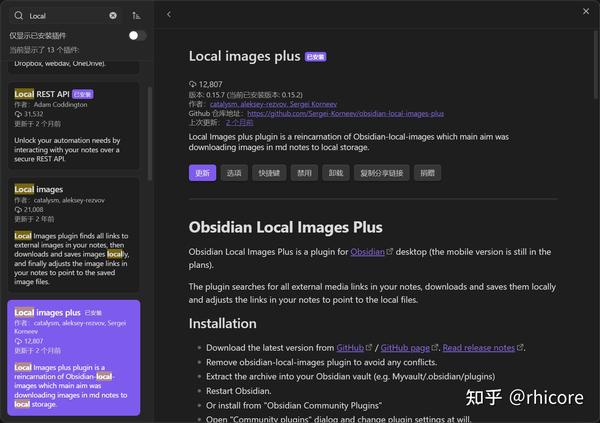 Local
仅显示已安装插件
当前显示了 13 个插件:
Dropbox, webdav, OneDrive).
Local REST API 已安装
作者: Adam Coddington
31,532
更新于 2 个月前
Unlock your automation needs by
interacting with your notes over a
secure REST API.
Local images
作者: catalysm, aleksey-rezvov
21,008
更新于 2 年前
Local Images plugin finds all links to
external images in your notes, then
downloads and saves images locally,
and finally adjusts the image links in
your notes to point to the saved
image files.
Local images plus 已安装
作者: catalysm, aleksey-rezvov, Sergei
Korneev
12,807
更新于 2 个月前
Local Images plus plugin is a
reincarnation of Obsidian-local-
images which main aim was
downloading images in md notes to
local storage.
Local images plus 已安装
12,807
版本: 0.15.7 (当前已安装版本: 0.15.2)
作者: catalysm, aleksey-rezvov, Sergei Korneev
Github 仓库地址: https://github.com/Sergei-Korneev/obsidian-local-images-plus
上次更新: 2 个月前
Local Images plus plugin is a reincarnation of Obsidian-local-images which main aim was
downloading images in md notes to local storage.
更新 选项 快捷键 禁用 卸载 复制分享链接 捐赠
Obsidian Local Images Plus
Obsidian Local Images Plus is a plugin for Obsidian desktop (the mobile version is still in the
plans).
The plugin searches for all external media links in your notes, downloads and saves them locally
and adjusts the links in your notes to point to the local files.
Installation
Download the latest version from GitHub / GitHub page. Read release notes.
Remove obsidian-local-images plugin to avoid any conflicts.
Extract the archive into your Obsidian vault (e.g. Myvault/.obsidian/plugins)
Restart Obsidian.
Or install from "Obsidian Community Plugins"
Open "Community plugins" dialog and change plugin settings at will.
知乎 @rhicore